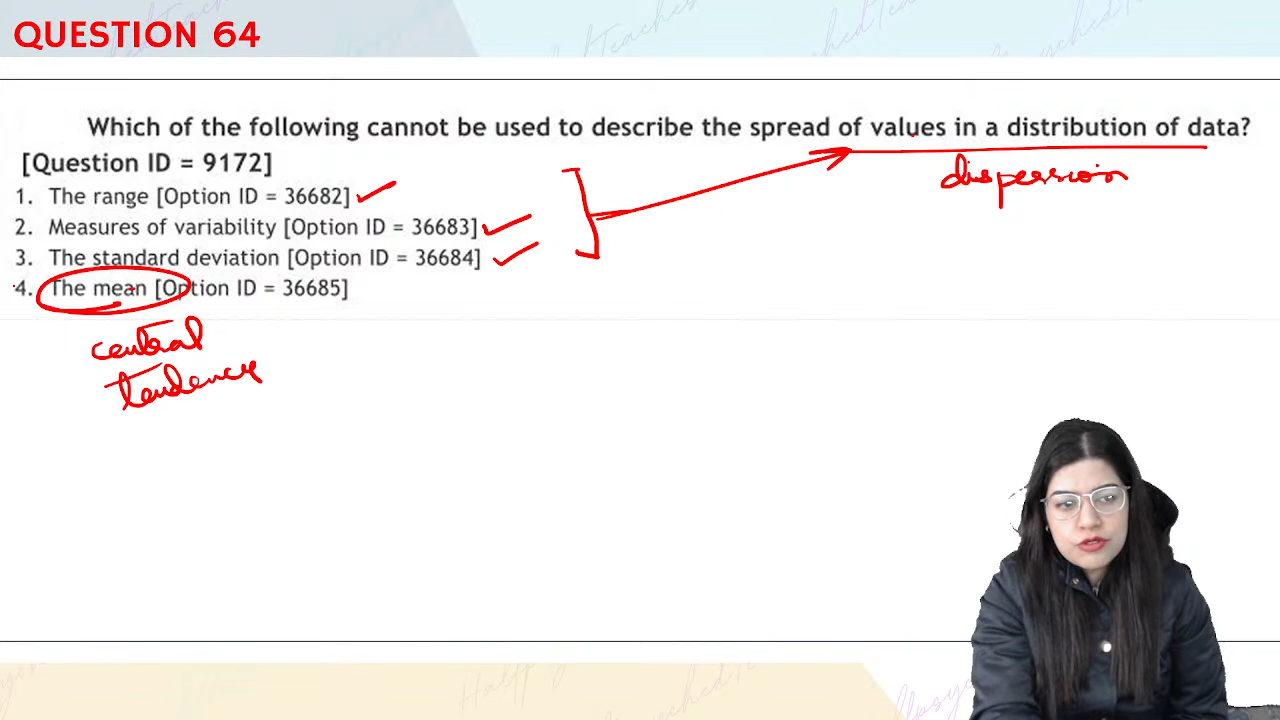 QUESTION 64
Which of the following cannot be used to describe the spread of values in a distribution of data?
[Question ID = 9172]
dispersion
1. The range [Option ID = 36682]
2. Measures of variability [Option ID = 36683]
3. The standard deviation [Option ID = 36684]
4. The mean [Option ID = 36685]
central
tendency